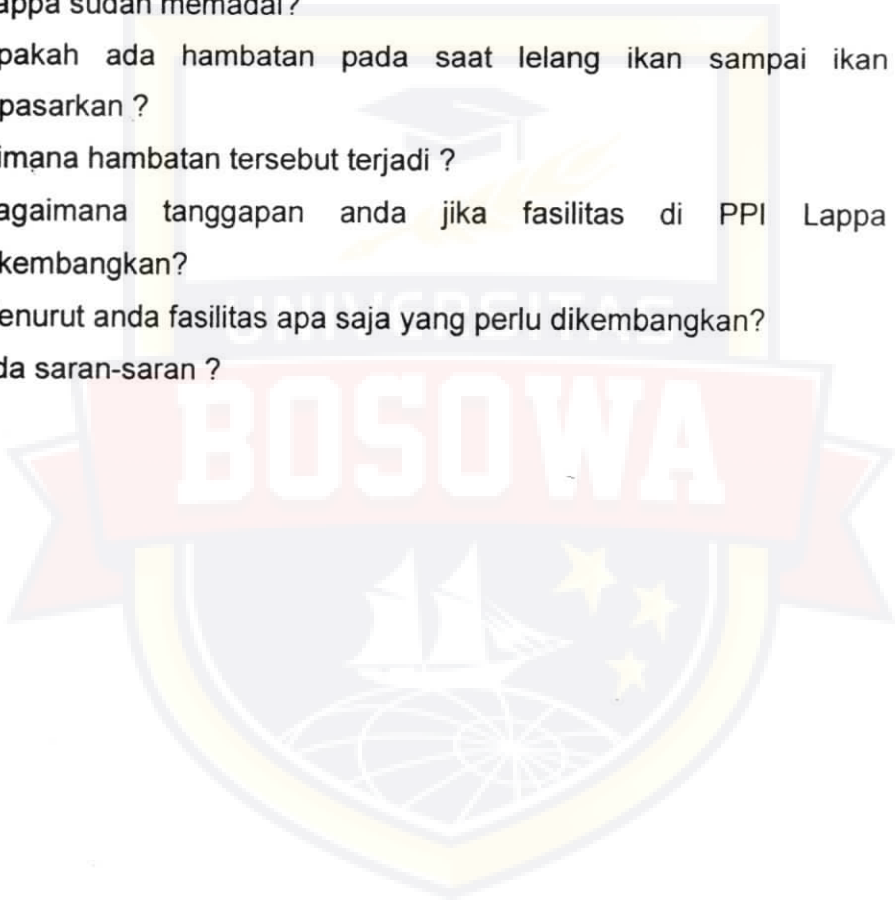 appa sudah memadai?
pakah ada hambatan pada saat lelang ikan sampai ikan
pasarkan ?
imana hambatan tersebut terjadi ?
agaimana tanggapan anda jika fasilitas di PPI Lappa
kembangkan?
enurut anda fasilitas apa saja yang perlu dikembangkan?
da saran-saran ?
UNIVERSITAS
BOSOWA